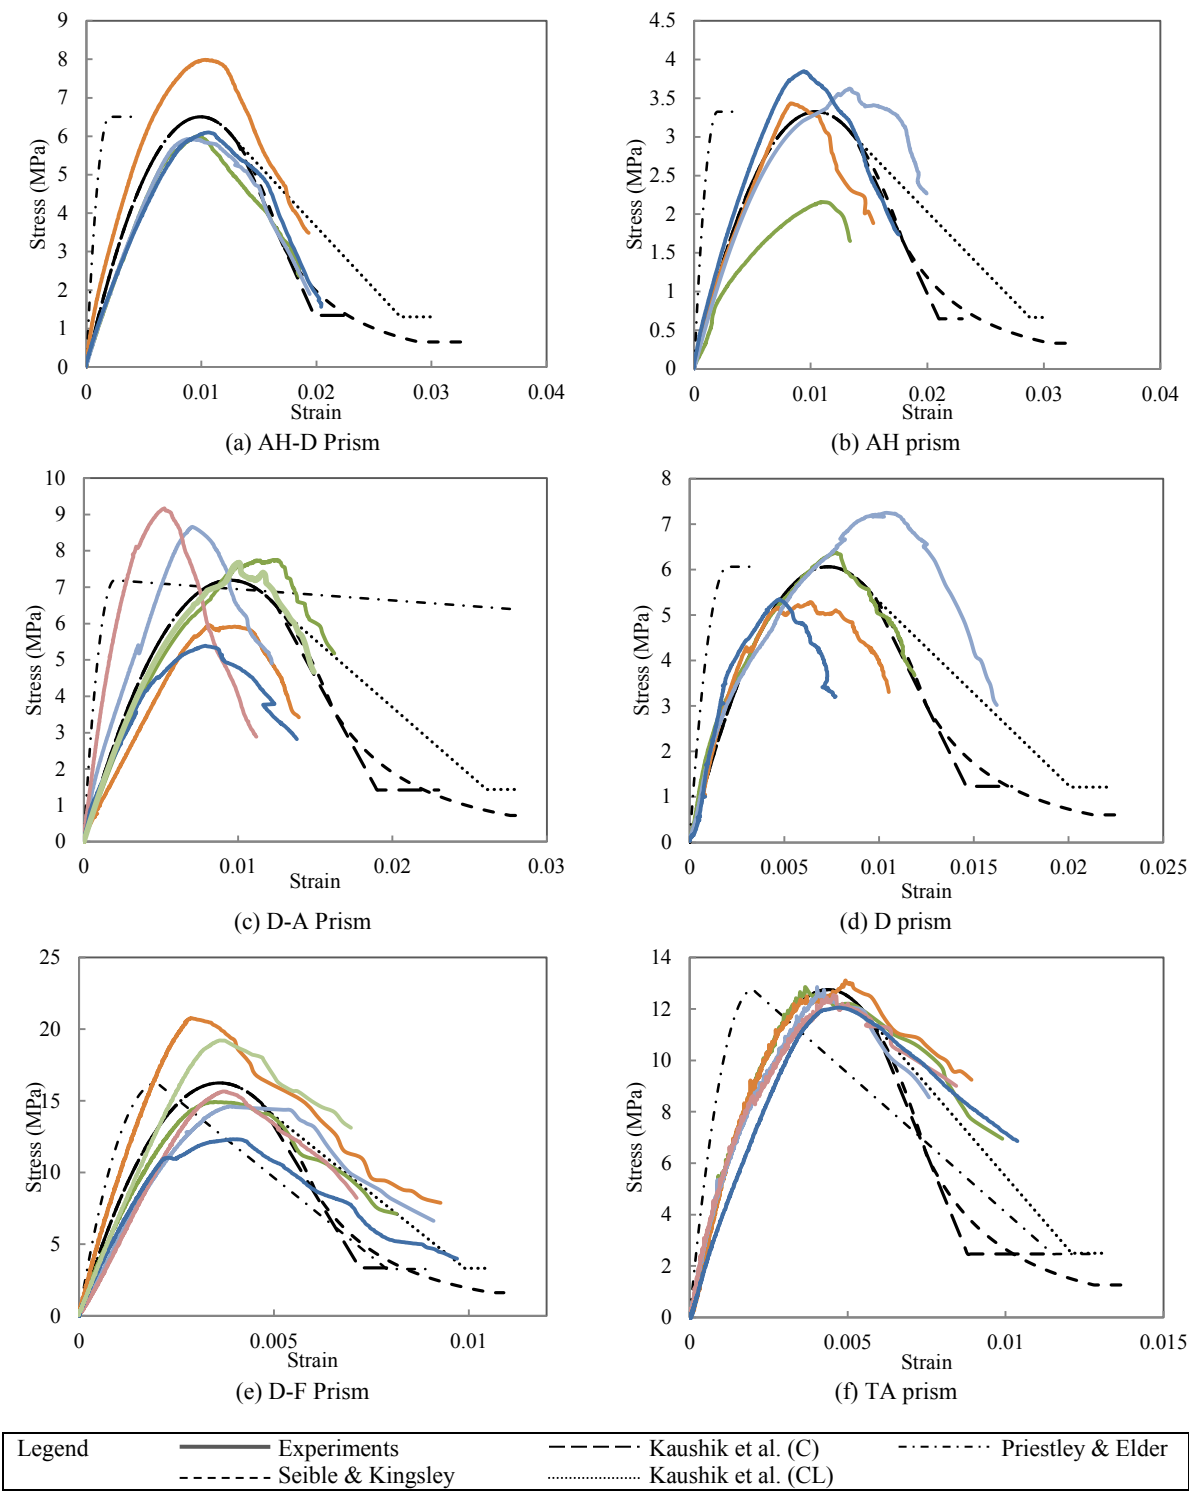 9
8
7
6
5
4
3
2
1
0
Stress (MPa)
0 0.01 0.02 0.03 0.04
Strain
(a) AH-D Prism
4.5
4
3.5
3
2.5
2
1.5
1
0.5
0
Stress (MPa)
0 0.01 0.02 0.03 0.04
Strain
(b) AH prism
10
9
8
7
6
5
4
3
2
1
0
Stress (MPa)
0 0.01 0.02 0.03
Strain
(c) D-A Prism
8
7
6
5
4
3
2
1
0
Stress (MPa)
0 0.005 0.01 0.015 0.02 0.025
Strain
(d) D prism
25
20
15
10
5
0
Stress (MPa)
0 0.005 0.01
Strain
(e) D-F Prism
14
12
10
8
6
4
2
0
Stress (MPa)
0 0.005 0.01 0.015
Strain
(f) TA prism
Legend Experiments Kaushik et al. (C) Priestley & Elder
Seible & Kingsley Kaushik et al. (CL)